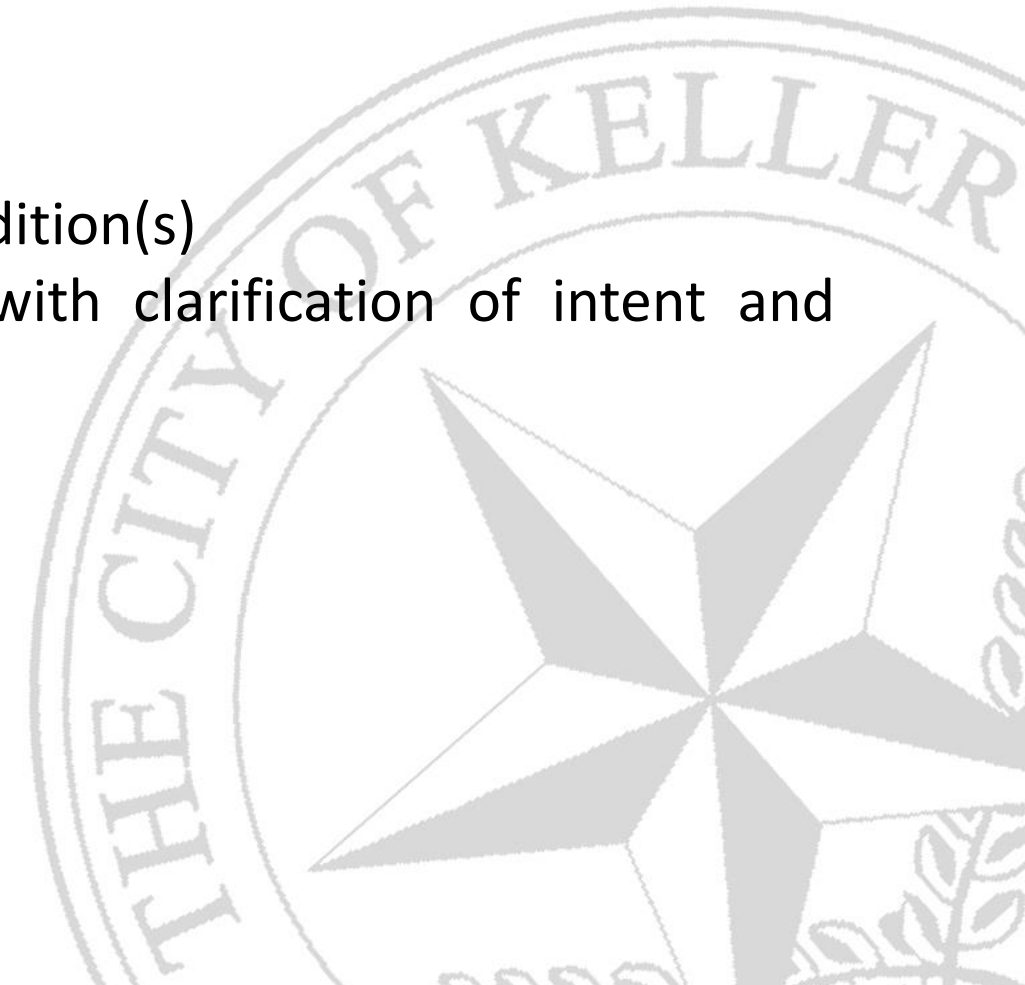 THE CITY OF KELLER
dition(s)
with clarification of intent and